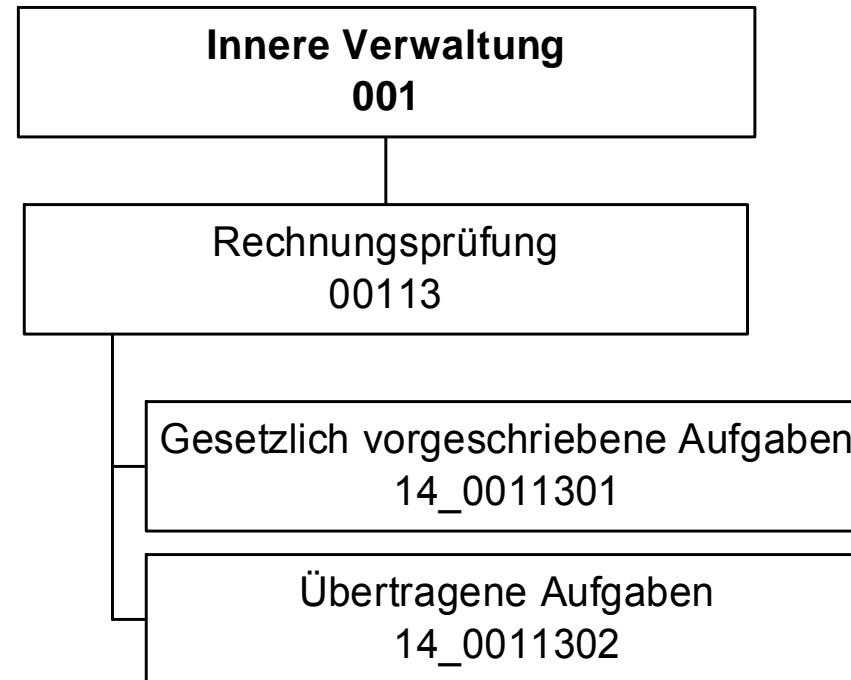 Innere Verwaltung
001
Rechnungsprüfung
00113
Gesetzlich vorgeschriebene Aufgaben
14_0011301
Übertragene Aufgaben
14_0011302